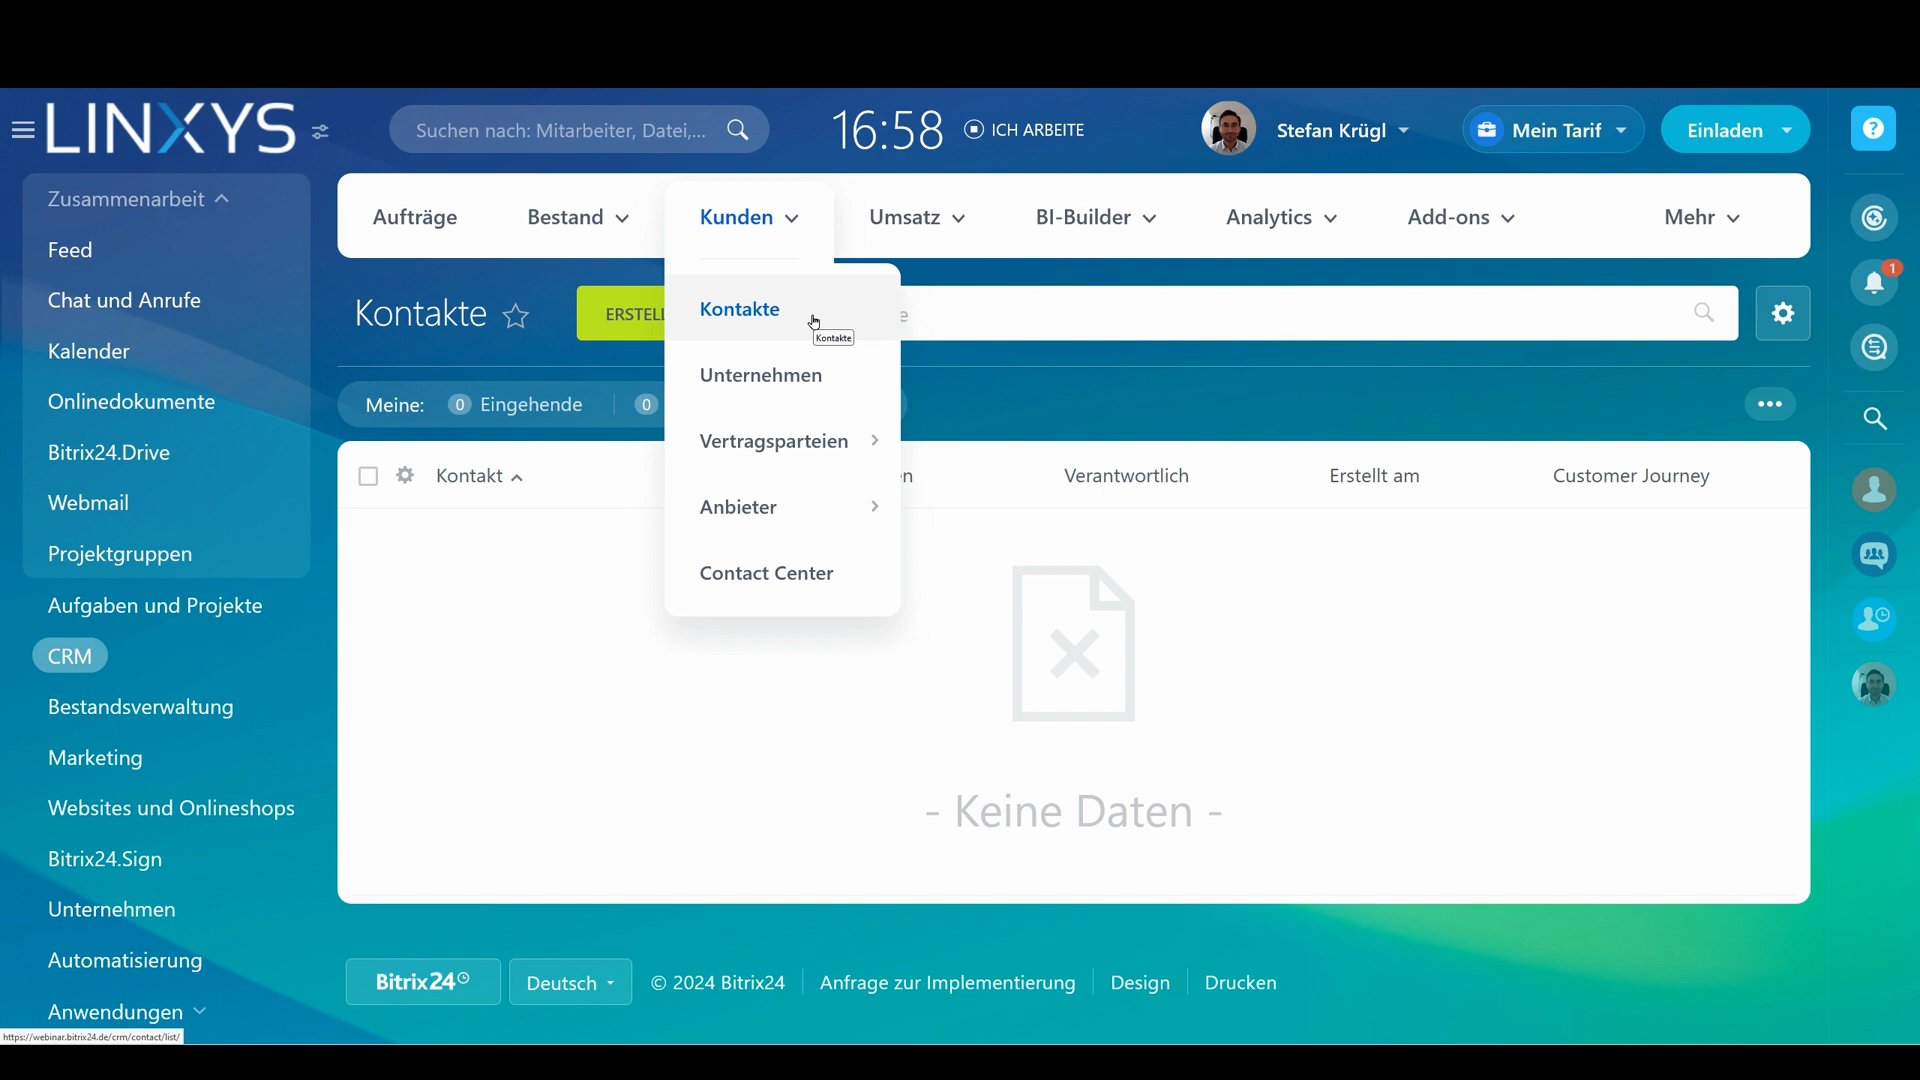 LINXYS
Suchen nach: Mitarbeiter, Datei,...
16:58
ICH ARBEITE
Stefan Krügl
Mein Tarif
Einladen
Zusammenarbeit
Feed
Chat und Anrufe
Kalender
Onlinedokumente
Bitrix24.Drive
Webmail
Projektgruppen
Aufgaben und Projekte
CRM
Bestandsverwaltung
Marketing
Websites und Onlineshops
Bitrix24.Sign
Unternehmen
Automatisierung
Anwendungen
https://webinar.bitrix24.de/crm/contact/list/
Aufträge
Bestand
Kunden
Umsatz
BI-Builder
Analytics
Add-ons
Mehr
1
Kontakte
ERSTELL
Kontakte
Kontakte
Unternehmen
Vertragsparteien
Anbieter
Contact Center
Meine:
0 Eingehende
0
Kontakt
Verantwortlich
Erstellt am
Customer Journey
- Keine Daten -
Bitrix24
Deutsch
© 2024 Bitrix24
Anfrage zur Implementierung
Design
Drucken